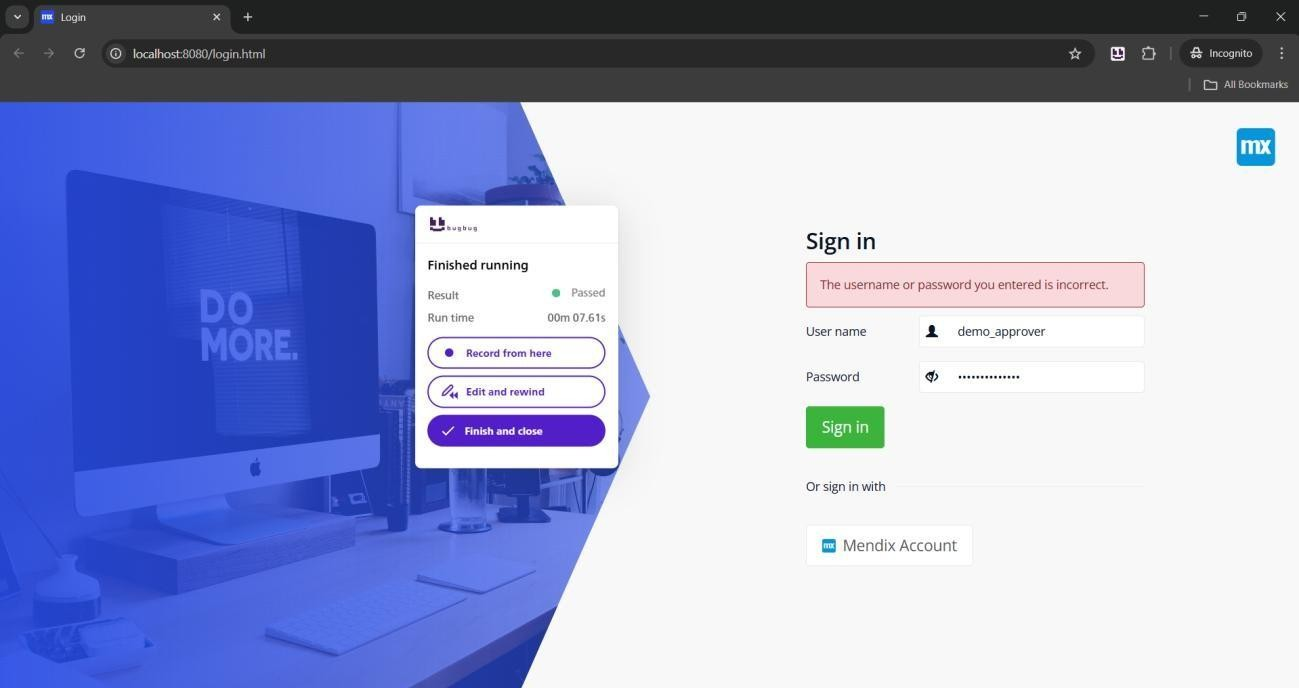 mx Login
localhost:8080/login.html
Incognito
All Bookmarks
mx
DO
MORE.
bugbug
Finished running
Result Passed
Run time 00m 07.61s
Record from here
Edit and rewind
Finish and close
Sign in
The username or password you entered is incorrect.
User name demo_approver
Password ••••••••••••••
Sign in
Or sign in with
mx Mendix Account